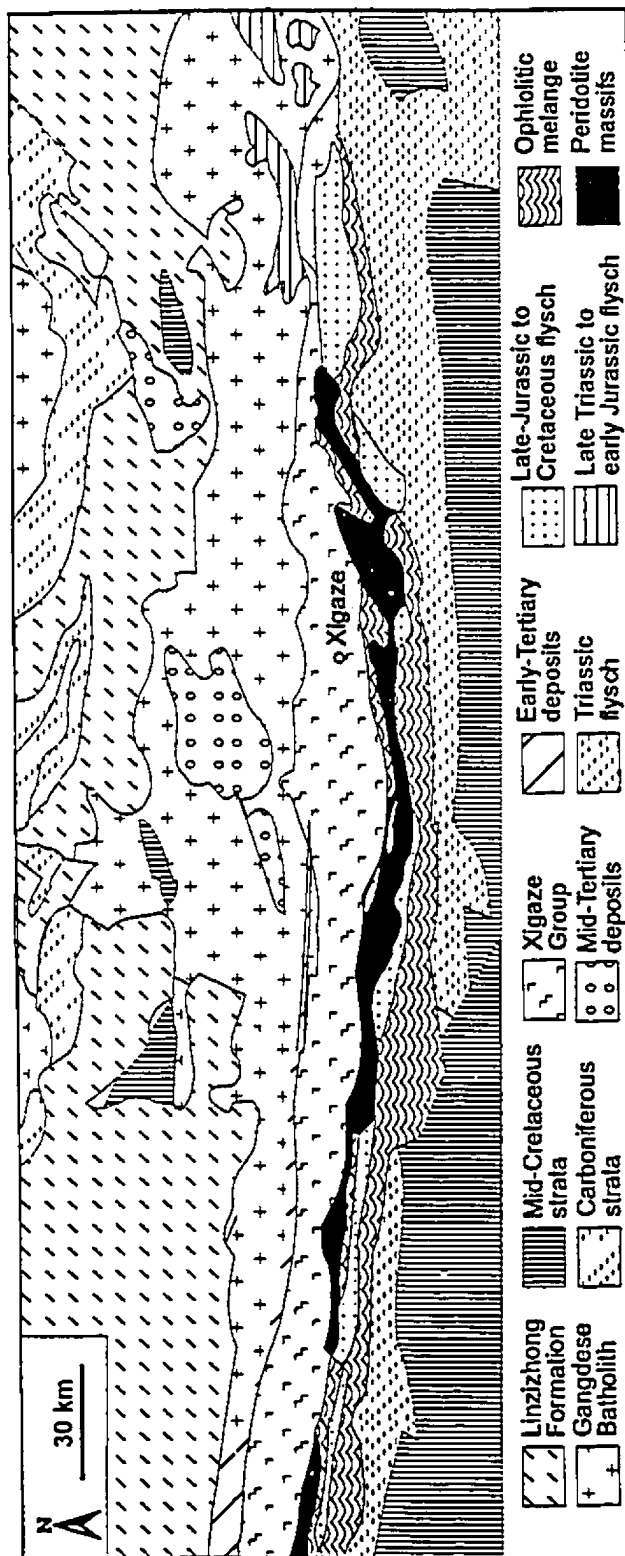 N
30 km
Xigaze
Linzizhong
Formation
Gangdese
Batholith
Mid-Cretaceous
strata
Carboniferous
strata
Xigaze
Group
Mid-Tertiary
deposits
Early-Tertiary
deposits
Triassic
flysch
Late-Jurassic to
Cretaceous flysch
Late Triassic to
early Jurassic flysch
Ophiolitic
melange
Peridotite
massifs